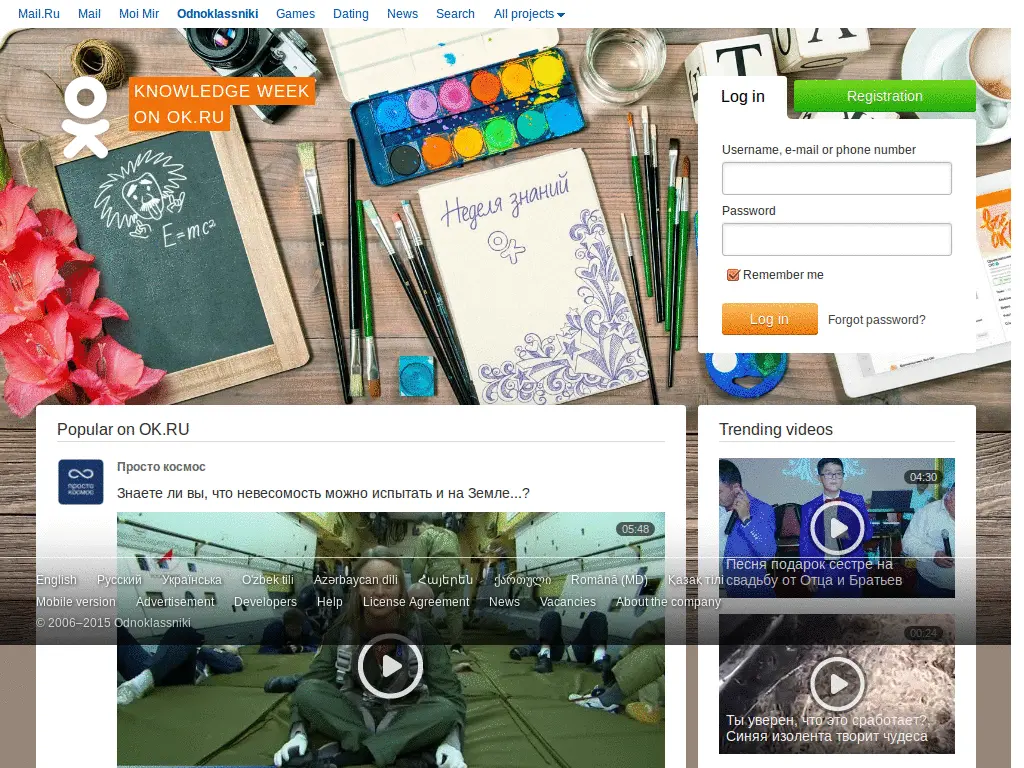 Mail.Ru Mail Moi Mir Odnoklassniki Games Dating News Search All projects
KNOWLEDGE WEEK
ON OK.RU
E=mc²
Неделя знаний
T A
Log in Registration
Username, e-mail or phone number
Password
Remember me
Log in Forgot password?
Popular on OK.RU
просто
космос
Просто космос
Знаете ли вы, что невесомость можно испытать и на Земле...?
05:48
Trending videos
04:30
Песня подарок сестре на
свадьбу от Отца и Братьев
00:24
Ты уверен, что это сработает?,
Синяя изолента творит чудеса
English Русский Українська O'zbek tili Azərbaycan dili Հայերեն ქართული Română (MD) Қазақ тілі
Mobile version Advertisement Developers Help License Agreement News Vacancies About the company
© 2006–2015 Odnoklassniki